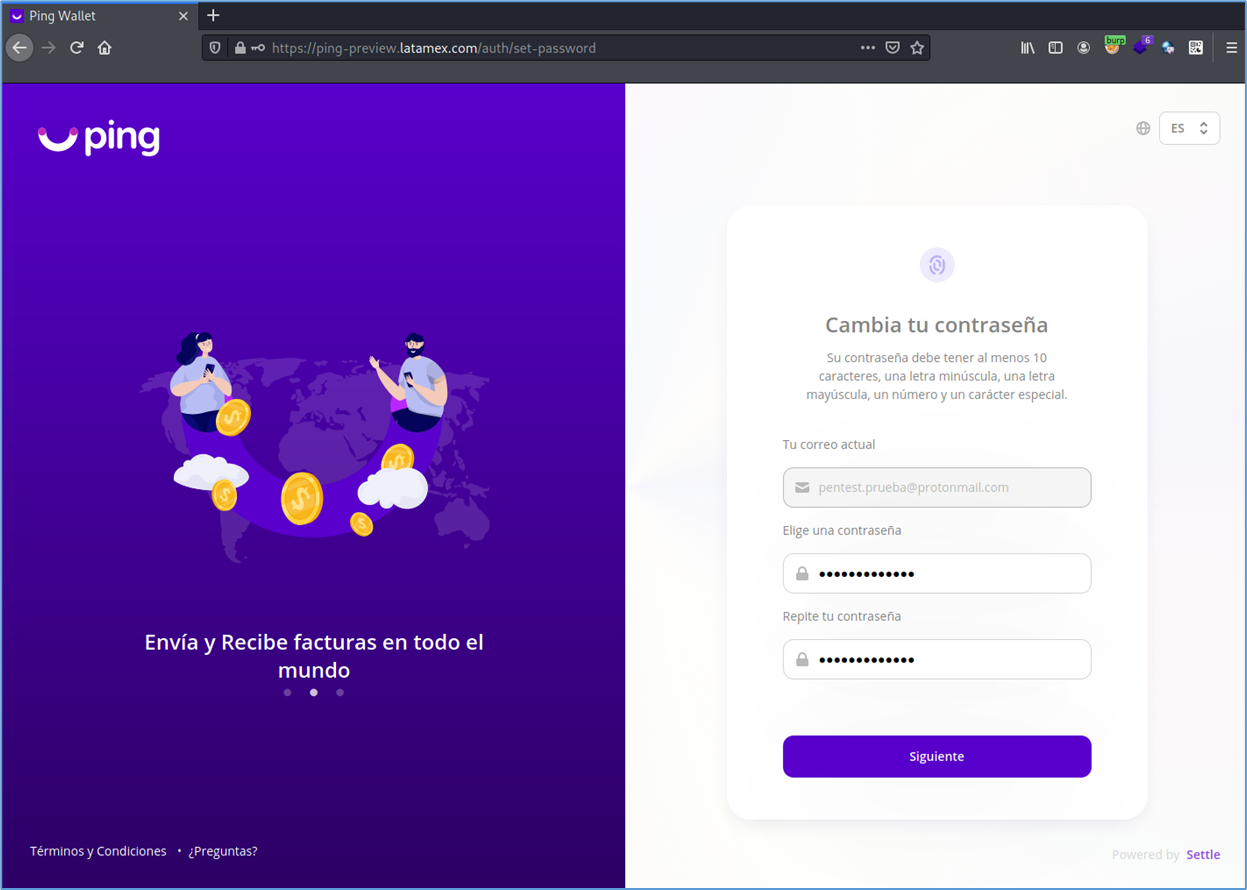 Ping Wallet
https://ping-preview.latamex.com/auth/set-password
burp
6
ping
ES
Cambia tu contraseña
Su contraseña debe tener al menos 10
caracteres, una letra minúscula, una letra
mayúscula, un número y un carácter especial.
Tu correo actual
pentest.prueba@protonmail.com
Elige una contraseña
•••••••••••••
Repite tu contraseña
•••••••••••••
Siguiente
Envía y Recibe facturas en todo el
mundo
Términos y Condiciones • ¿Preguntas?
Powered by Settle